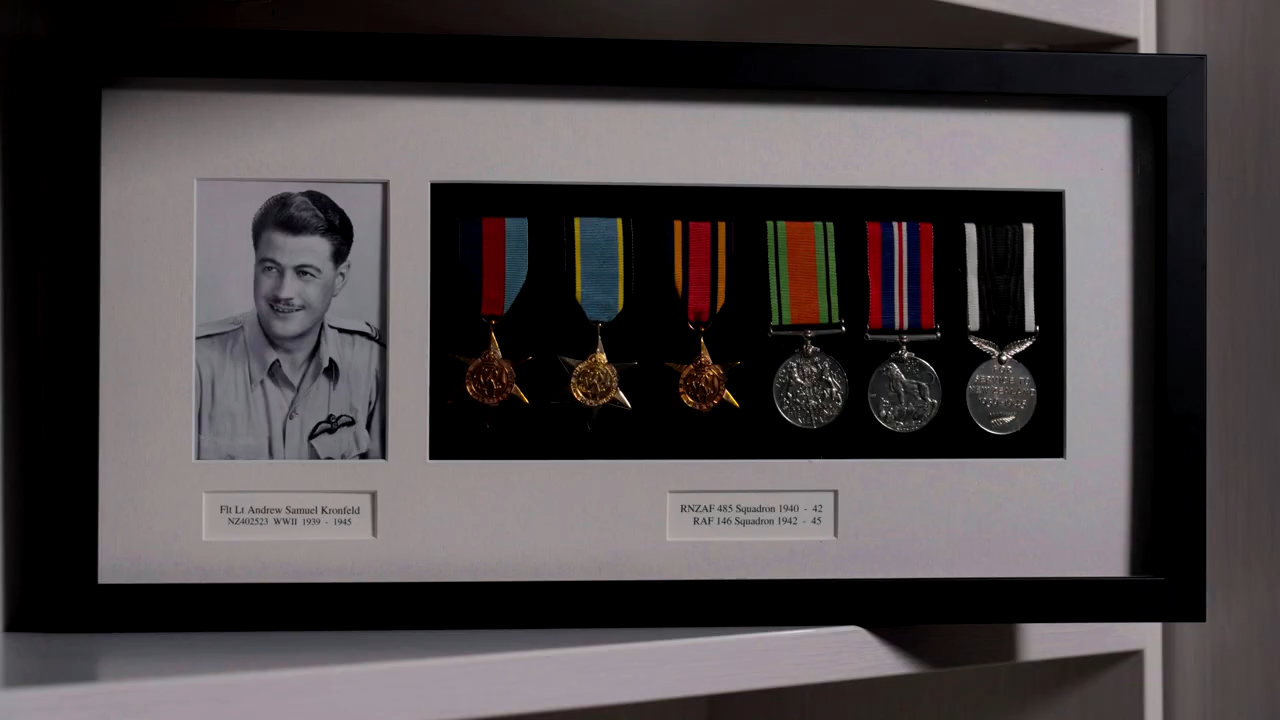 Flt Lt Andrew Samuel Kronfeld
NZ402523 WWII 1939 - 1945
RNZAF 485 Squadron 1940 - 42
RAF 146 Squadron 1942 - 45